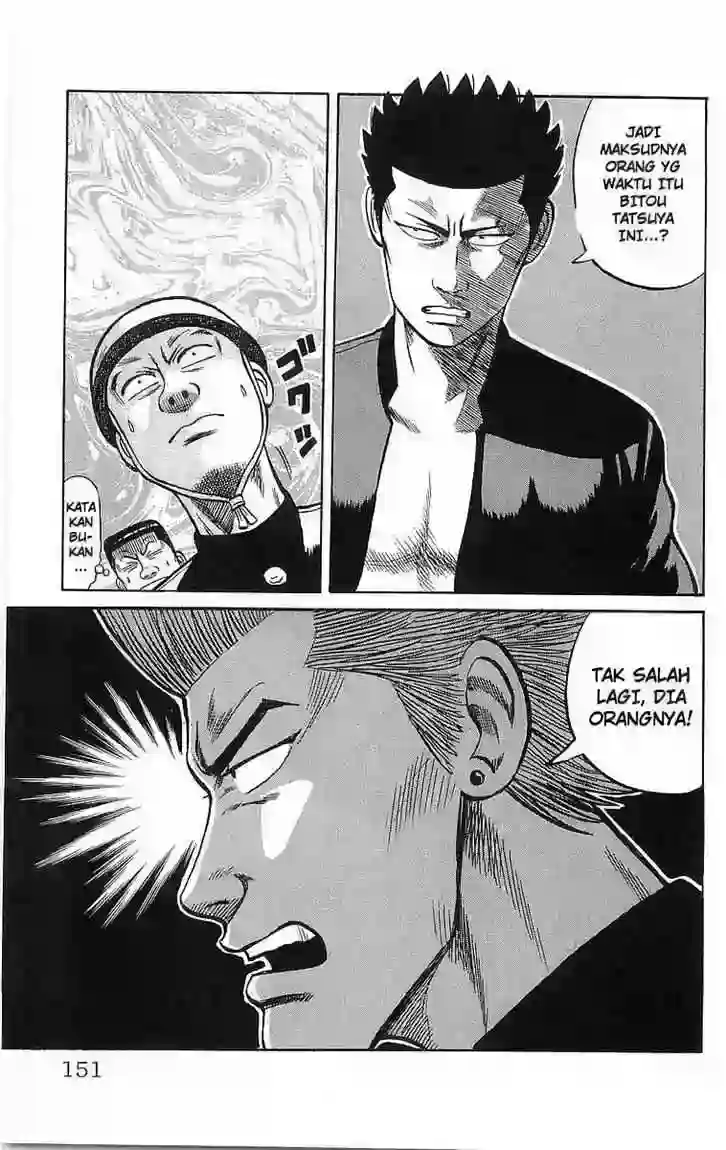 JADI
MAKSUDNYA
ORANG YG
WAKTU ITU
BITOU
TATSUYA
INI...?
ゴクッ
KATA
KAN
BU-
KAN
...
TAK SALAH
LAGI, DIA
ORANGNYA!
151